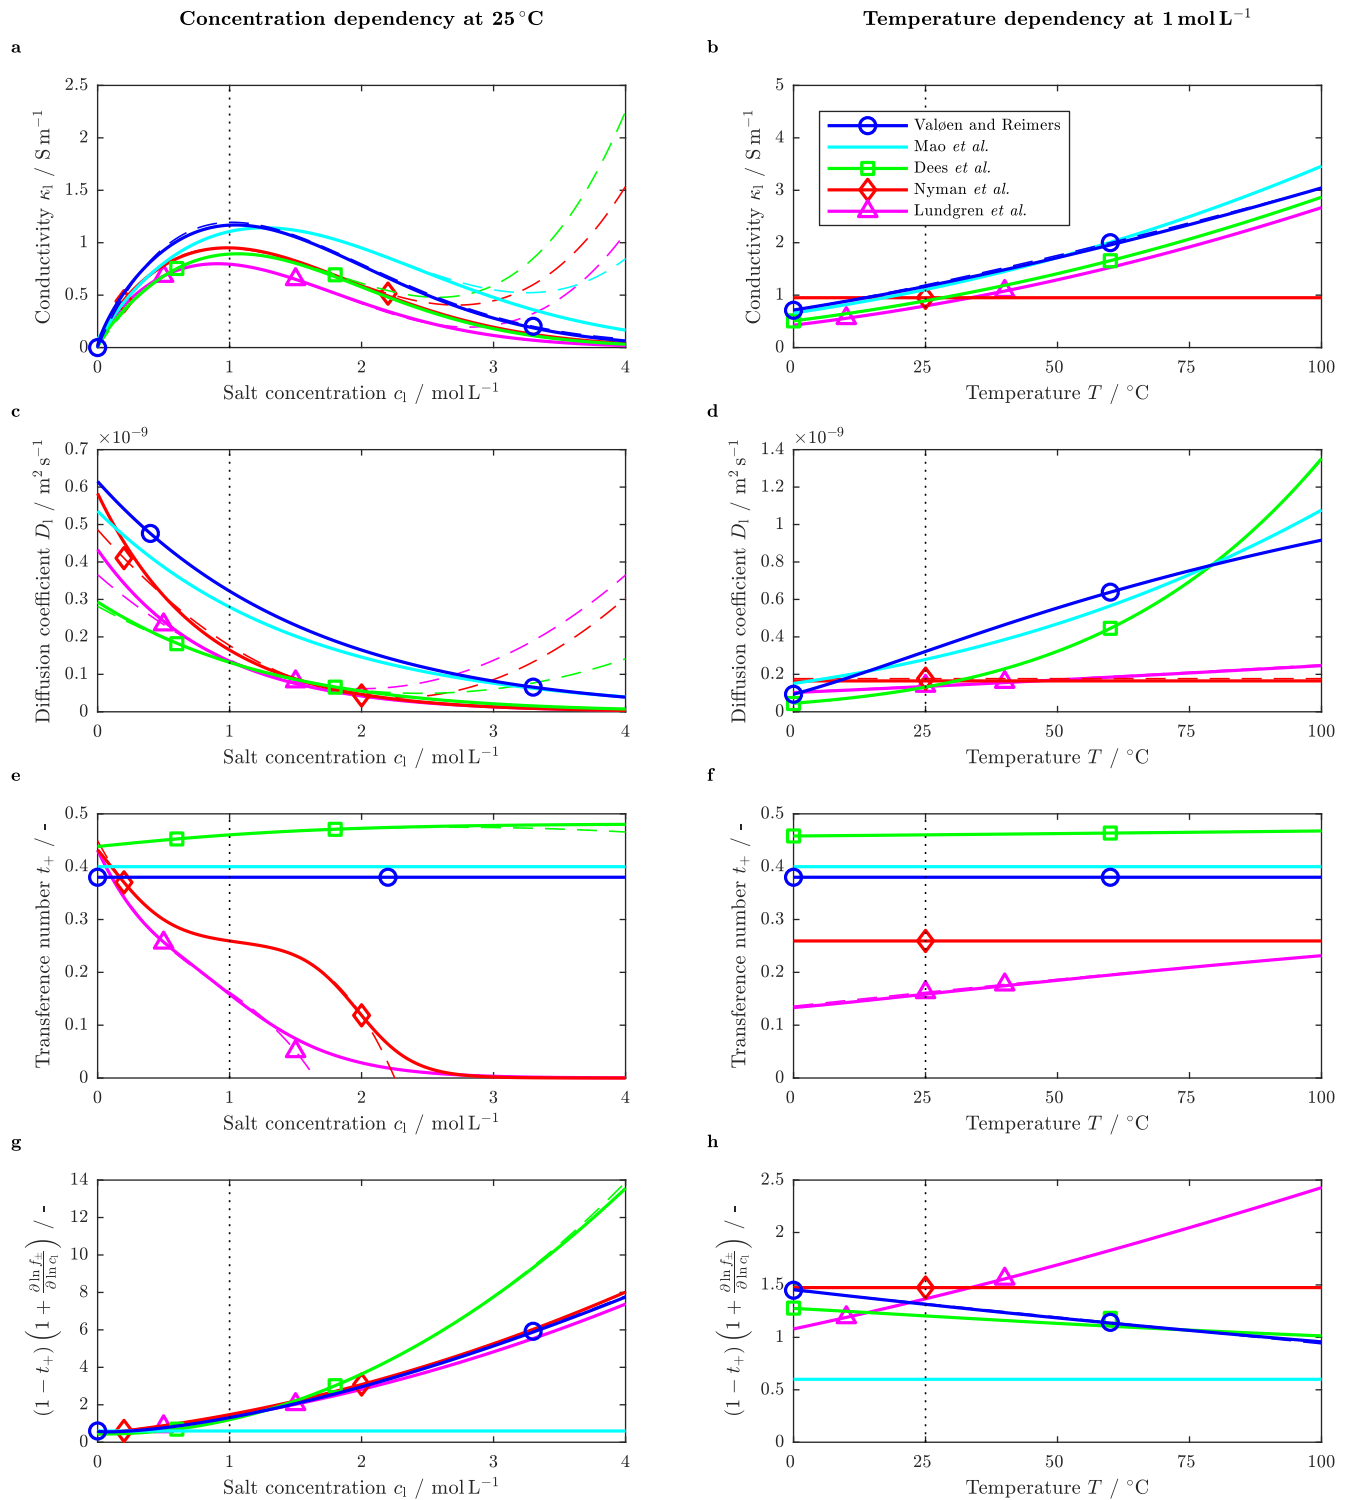 Concentration dependency at 25 °C
Temperature dependency at 1 mol L⁻¹
a
Conductivity κₗ / S m⁻¹
2.5
2
1.5
1
0.5
0
0 1 2 3 4
Salt concentration cₗ / mol L⁻¹
b
Conductivity κₗ / S m⁻¹
5
4
3
2
1
0
Valøen and Reimers
Mao et al.
Dees et al.
Nyman et al.
Lundgren et al.
0 25 50 75 100
Temperature T / °C
c
×10⁻⁹
Diffusion coefficient Dₗ / m² s⁻¹
0.7
0.6
0.5
0.4
0.3
0.2
0.1
0
0 1 2 3 4
Salt concentration cₗ / mol L⁻¹
d
×10⁻⁹
Diffusion coefficient Dₗ / m² s⁻¹
1.4
1.2
1
0.8
0.6
0.4
0.2
0
0 25 50 75 100
Temperature T / °C
e
Transference number t₊ / -
0.5
0.4
0.3
0.2
0.1
0
0 1 2 3 4
Salt concentration cₗ / mol L⁻¹
f
Transference number t₊ / -
0.5
0.4
0.3
0.2
0.1
0
0 25 50 75 100
Temperature T / °C
g
(1 − t₊) (1 + ∂ ln f± / ∂ ln cₗ) / -
14
12
10
8
6
4
2
0
0 1 2 3 4
Salt concentration cₗ / mol L⁻¹
h
(1 − t₊) (1 + ∂ ln f± / ∂ ln cₗ) / -
2.5
2
1.5
1
0.5
0
0 25 50 75 100
Temperature T / °C